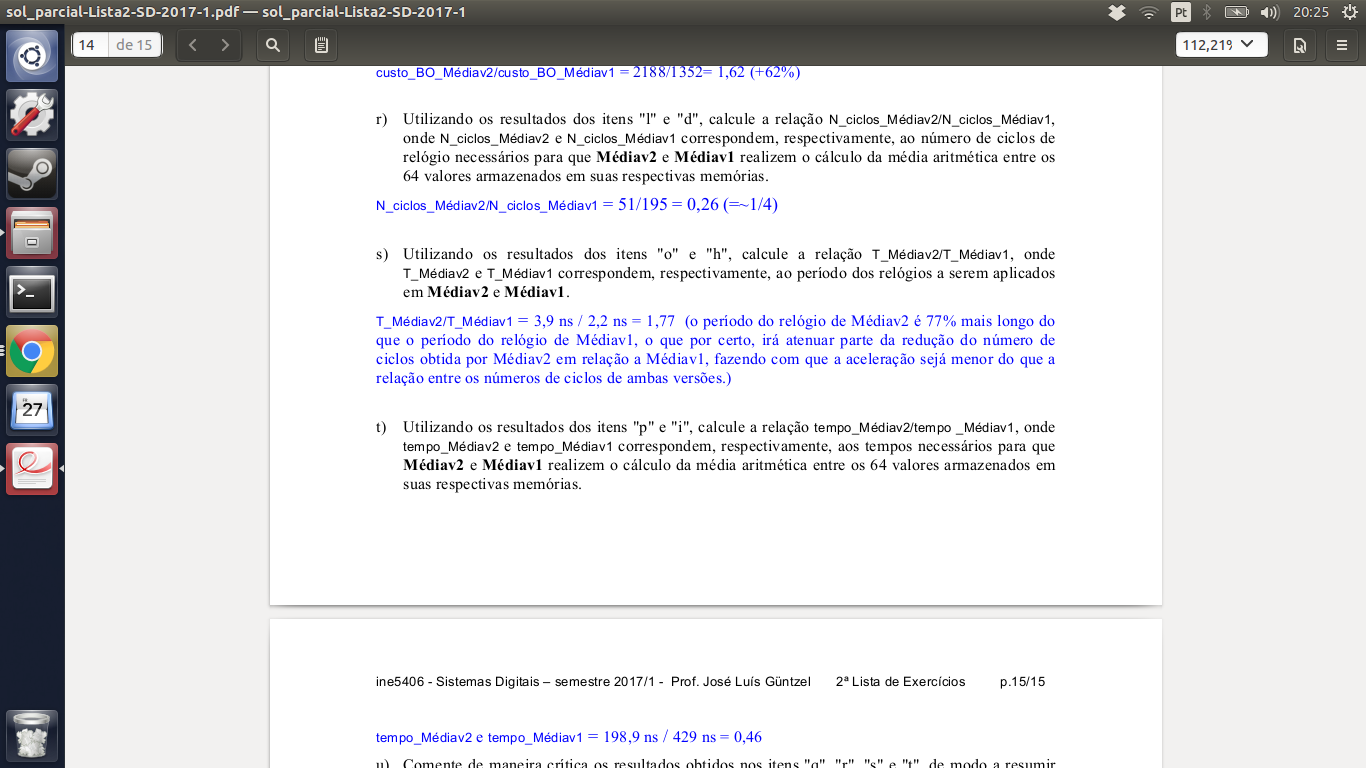 sol_parcial-Lista2-SD-2017-1.pdf — sol_parcial-Lista2-SD-2017-1
Pt
20:25
14 de 15
112,21%
custo_BO_Médiav2/custo_BO_Médiav1 = 2188/1352= 1,62 (+62%)
r) Utilizando os resultados dos itens "l" e "d", calcule a relação N_ciclos_Médiav2/N_ciclos_Médiav1,
onde N_ciclos_Médiav2 e N_ciclos_Médiav1 correspondem, respectivamente, ao número de ciclos de
relógio necessários para que Médiav2 e Médiav1 realizem o cálculo da média aritmética entre os
64 valores armazenados em suas respectivas memórias.
N_ciclos_Médiav2/N_ciclos_Médiav1 = 51/195 = 0,26 (=~1/4)
s) Utilizando os resultados dos itens "o" e "h", calcule a relação T_Médiav2/T_Médiav1, onde
T_Médiav2 e T_Médiav1 correspondem, respectivamente, ao período dos relógios a serem aplicados
em Médiav2 e Médiav1.
T_Médiav2/T_Médiav1 = 3,9 ns / 2,2 ns = 1,77 (o período do relógio de Médiav2 é 77% mais longo do
que o período do relógio de Médiav1, o que por certo, irá atenuar parte da redução do número de
ciclos obtida por Médiav2 em relação a Médiav1, fazendo com que a aceleração sejá menor do que a
relação entre os números de ciclos de ambas versões.)
t) Utilizando os resultados dos itens "p" e "i", calcule a relação tempo_Médiav2/tempo _Médiav1, onde
tempo_Médiav2 e tempo_Médiav1 correspondem, respectivamente, aos tempos necessários para que
Médiav2 e Médiav1 realizem o cálculo da média aritmética entre os 64 valores armazenados em
suas respectivas memórias.
27
ine5406 - Sistemas Digitais – semestre 2017/1 - Prof. José Luís Güntzel 2ª Lista de Exercícios p.15/15
tempo_Médiav2 e tempo_Médiav1 = 198,9 ns / 429 ns = 0,46
u) Comente de maneira crítica os resultados obtidos nos itens "q", "r", "s" e "t", de modo a resumir